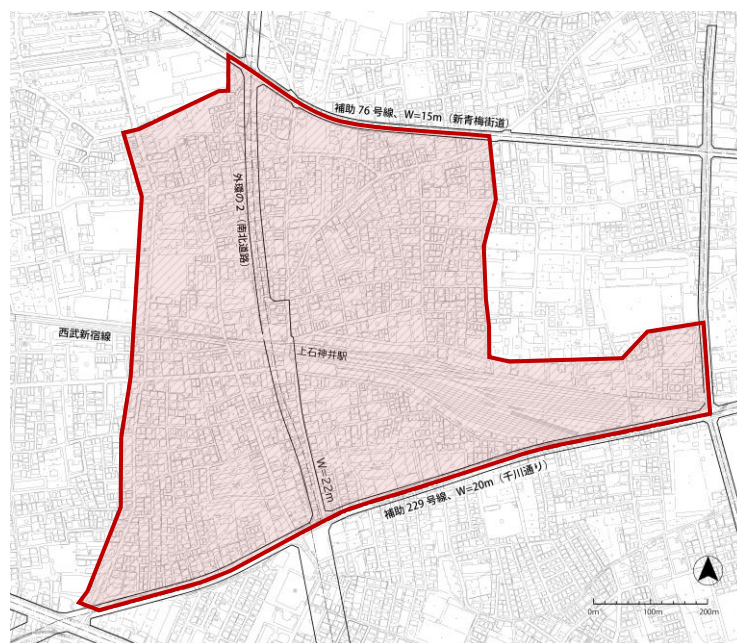 補助 76 号線、W=15m（新青梅街道）
外環の2（南北道路）
西武新宿線
上石神井駅
W=22m
補助 229 号線、W=20m（千川通り）
0m 100m 200m